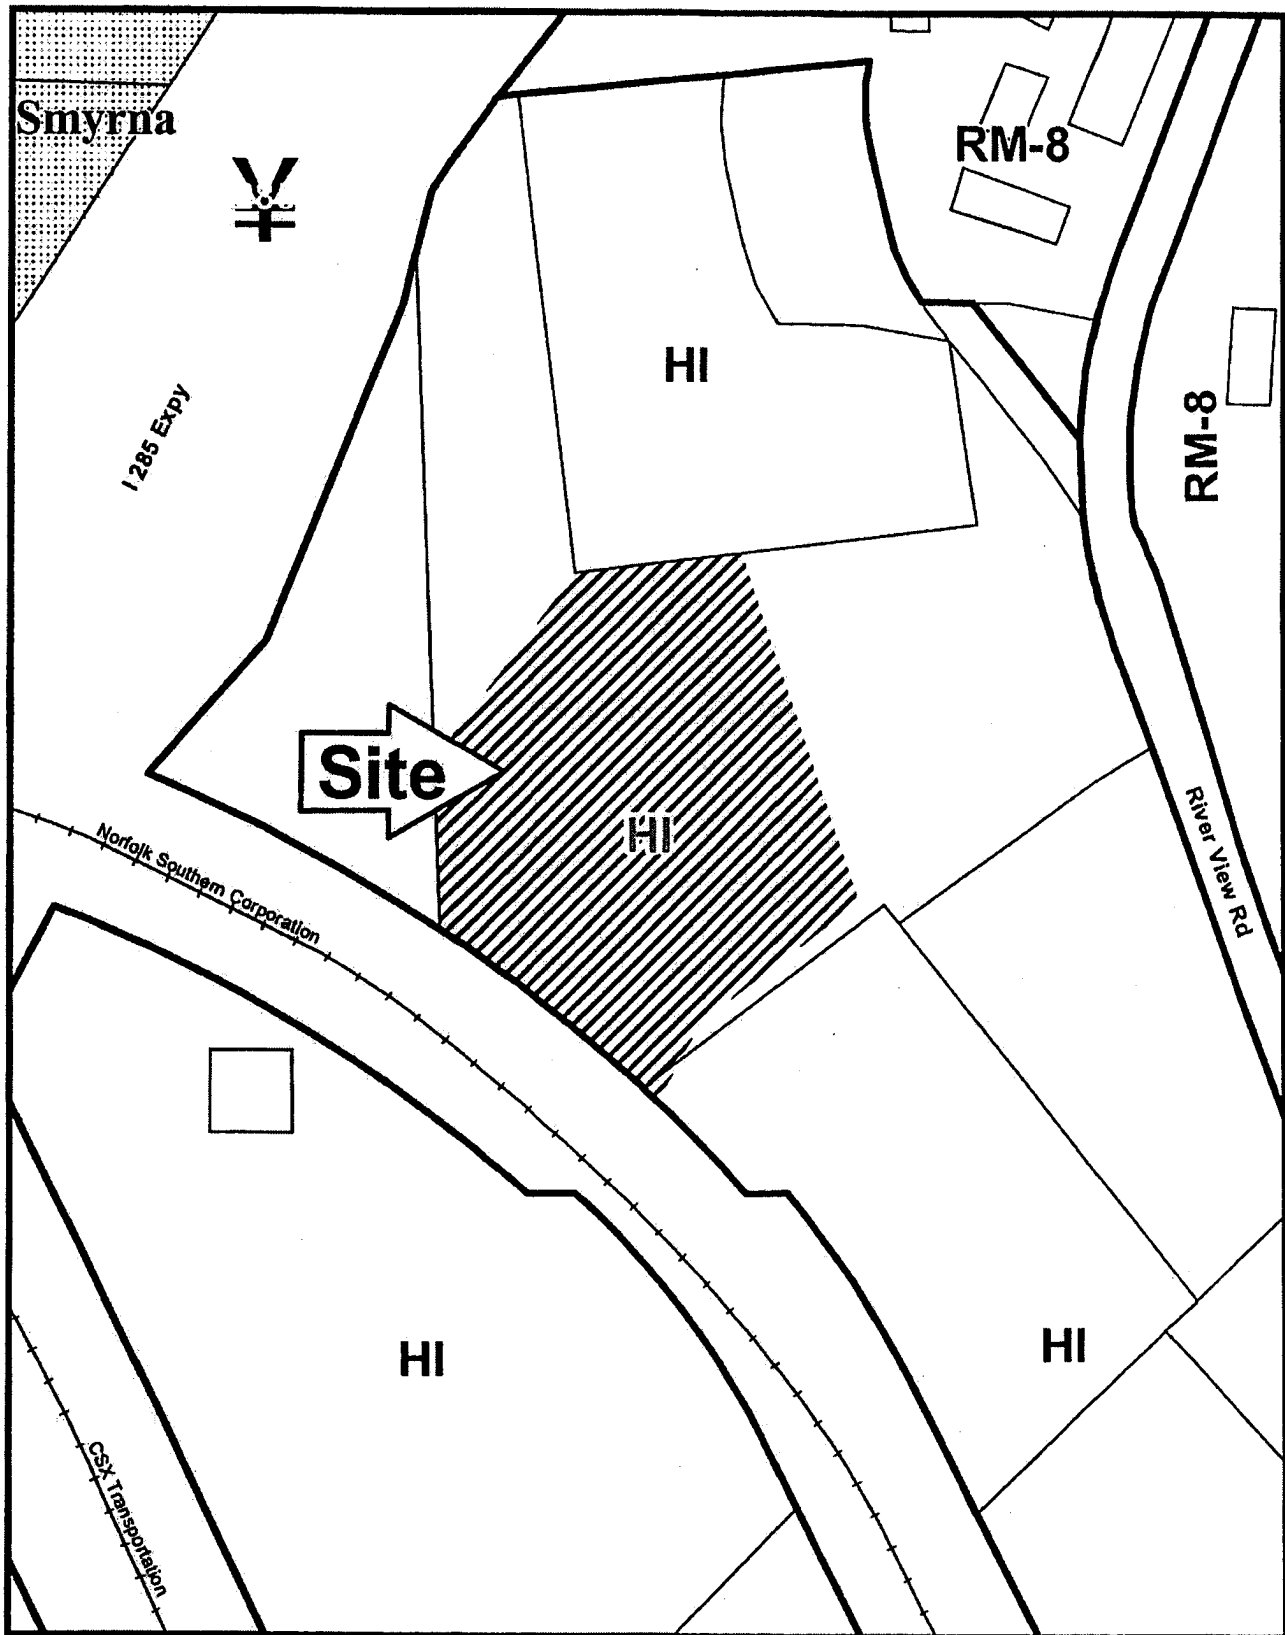 Smyrna
RM-8
HI
I 285 Expy
RM-8
Site
HI
River View Rd
Norfolk Southern Corporation
HI
HI
CSX Transportation